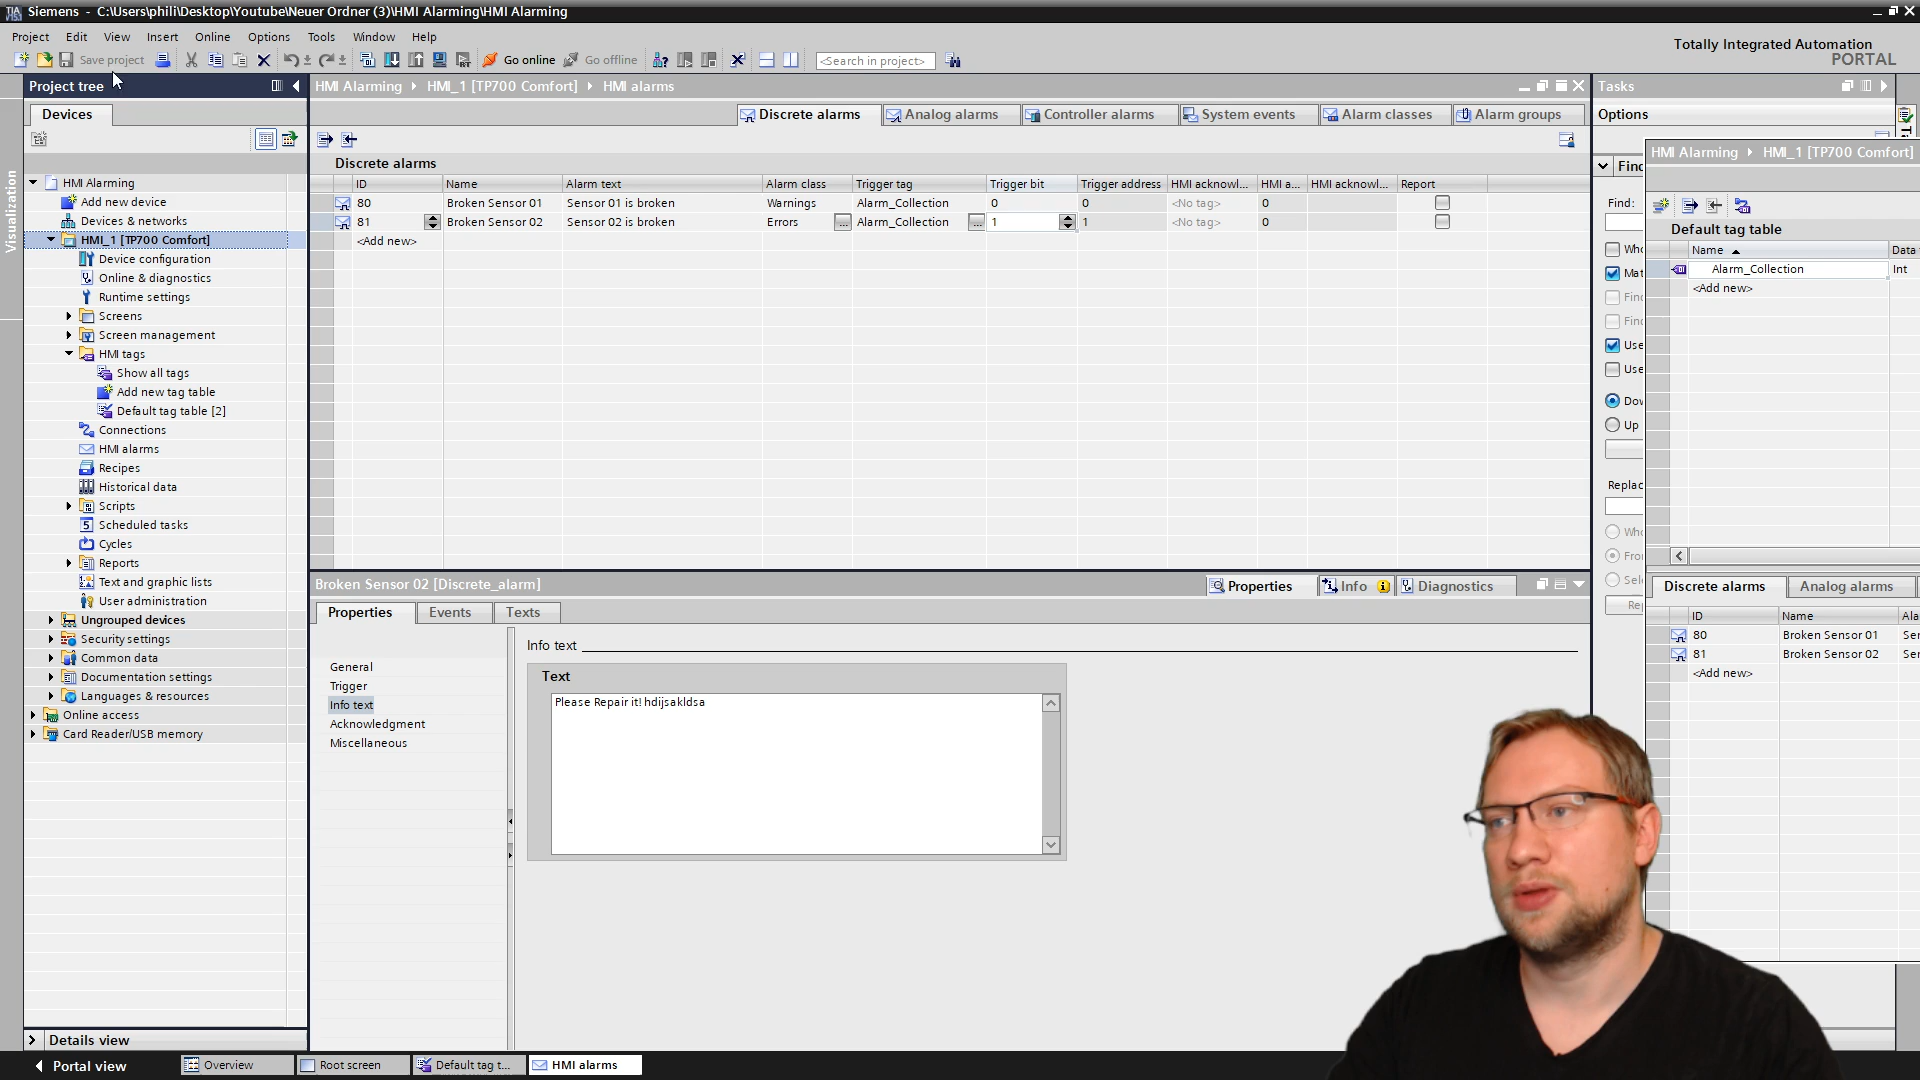 Siemens - C:\Users\phili\Desktop\Youtube\Neuer Ordner (3)\HMI Alarming\HMI Alarming
Project Edit View Insert Online Options Tools Window Help
Save project Go online Go offline <Search in project>
Totally Integrated Automation
PORTAL
Project tree
Devices
HMI Alarming
Add new device
Devices & networks
HMI_1 [TP700 Comfort]
Device configuration
Online & diagnostics
Runtime settings
Screens
Screen management
HMI tags
Show all tags
Add new tag table
Default tag table [2]
Connections
HMI alarms
Recipes
Historical data
Scripts
Scheduled tasks
Cycles
Reports
Text and graphic lists
User administration
Ungrouped devices
Security settings
Common data
Documentation settings
Languages & resources
Online access
Card Reader/USB memory
Details view
Visualization
HMI Alarming HMI_1 [TP700 Comfort] HMI alarms
Discrete alarms Analog alarms Controller alarms System events Alarm classes Alarm groups
Discrete alarms
ID Name Alarm text Alarm class Trigger tag Trigger bit Trigger address HMI acknowl... HMI a... HMI acknowl... Report
80 Broken Sensor 01 Sensor 01 is broken Warnings Alarm_Collection 0 0 <No tag> 0
81 Broken Sensor 02 Sensor 02 is broken Errors ... Alarm_Collection ... 1 1 <No tag> 0
<Add new>
Broken Sensor 02 [Discrete_alarm]
Properties Info Diagnostics
Properties Events Texts
General
Trigger
Info text
Acknowledgment
Miscellaneous
Info text
Text
Please Repair it! hdijsakldsa
Tasks
Options
Find:
HMI Alarming HMI_1 [TP700 Comfort]
Default tag table
Name Data
Alarm_Collection Int
<Add new>
Discrete alarms Analog alarms
ID Name Ala
80 Broken Sensor 01 Ser
81 Broken Sensor 02 Ser
<Add new>
Portal view Overview Root screen Default tag t... HMI alarms